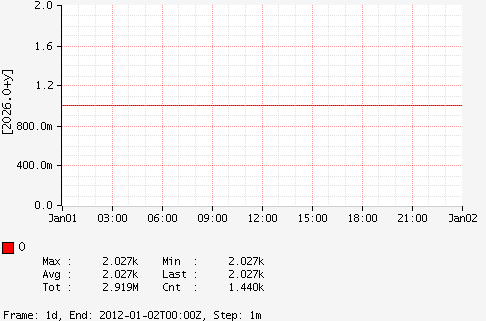 2.0
1.6
1.2
800.0m
400.0m
0.0
[2026.0+y]
Jan01 03:00 06:00 09:00 12:00 15:00 18:00 21:00 Jan02
0
Max : 2.027k Min : 2.027k
Avg : 2.027k Last : 2.027k
Tot : 2.919M Cnt : 1.440k
Frame: 1d, End: 2012-01-02T00:00Z, Step: 1m